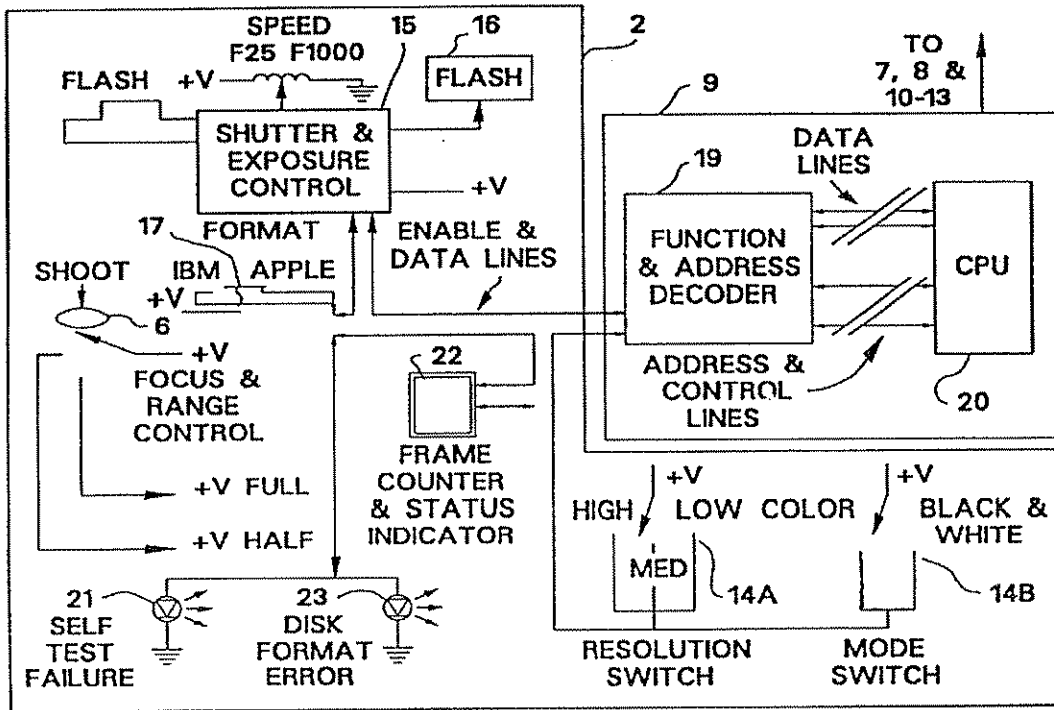 SPEED
F25 F1000
15
16
2
TO
7, 8 &
10-13
FLASH
+V
FLASH
9
SHUTTER &
EXPOSURE
CONTROL
+V
DATA
LINES
19
FUNCTION
& ADDRESS
DECODER
CPU
17
FORMAT
ENABLE &
DATA LINES
SHOOT
IBM APPLE
+V
6
+V
FOCUS &
RANGE
CONTROL
22
ADDRESS &
CONTROL
LINES
20
FRAME
COUNTER
& STATUS
INDICATOR
+V FULL
+V HALF
+V
+V
HIGH LOW COLOR BLACK &
WHITE
MED
14A
14B
21
SELF
TEST
FAILURE
23
DISK
FORMAT
ERROR
RESOLUTION
SWITCH
MODE
SWITCH